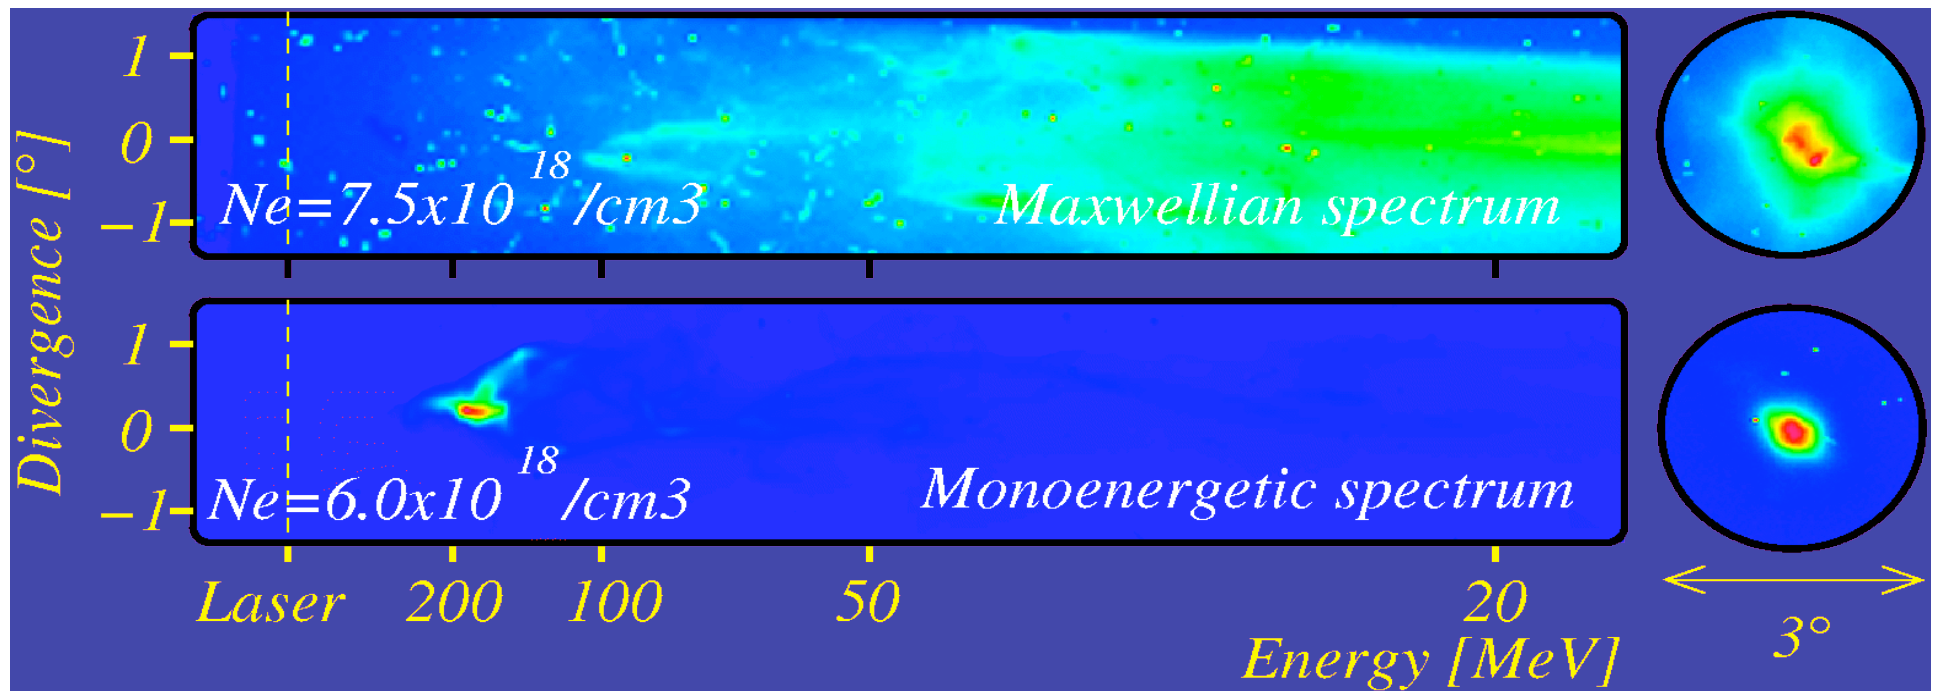 Divergence [°]
1
0
−1
18
Ne=7.5x10 /cm3
Maxwellian spectrum
1
0
−1
18
Ne=6.0x10 /cm3
Monoenergetic spectrum
Laser 200 100 50 20
Energy [MeV]
3°